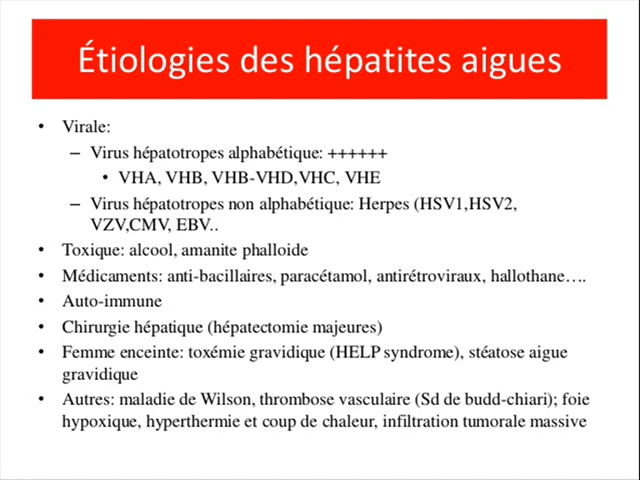 Étiologies des hépatites aigues
• Virale:
– Virus hépatotropes alphabétique: ++++++
• VHA, VHB, VHB-VHD,VHC, VHE
– Virus hépatotropes non alphabétique: Herpes (HSV1,HSV2,
VZV,CMV, EBV..
• Toxique: alcool, amanite phalloide
• Médicaments: anti-bacillaires, paracétamol, antirétroviraux, hallothane….
• Auto-immune
• Chirurgie hépatique (hépatectomie majeures)
• Femme enceinte: toxémie gravidique (HELP syndrome), stéatose aigue
gravidique
• Autres: maladie de Wilson, thrombose vasculaire (Sd de budd-chiari); foie
hypoxique, hyperthermie et coup de chaleur, infiltration tumorale massive